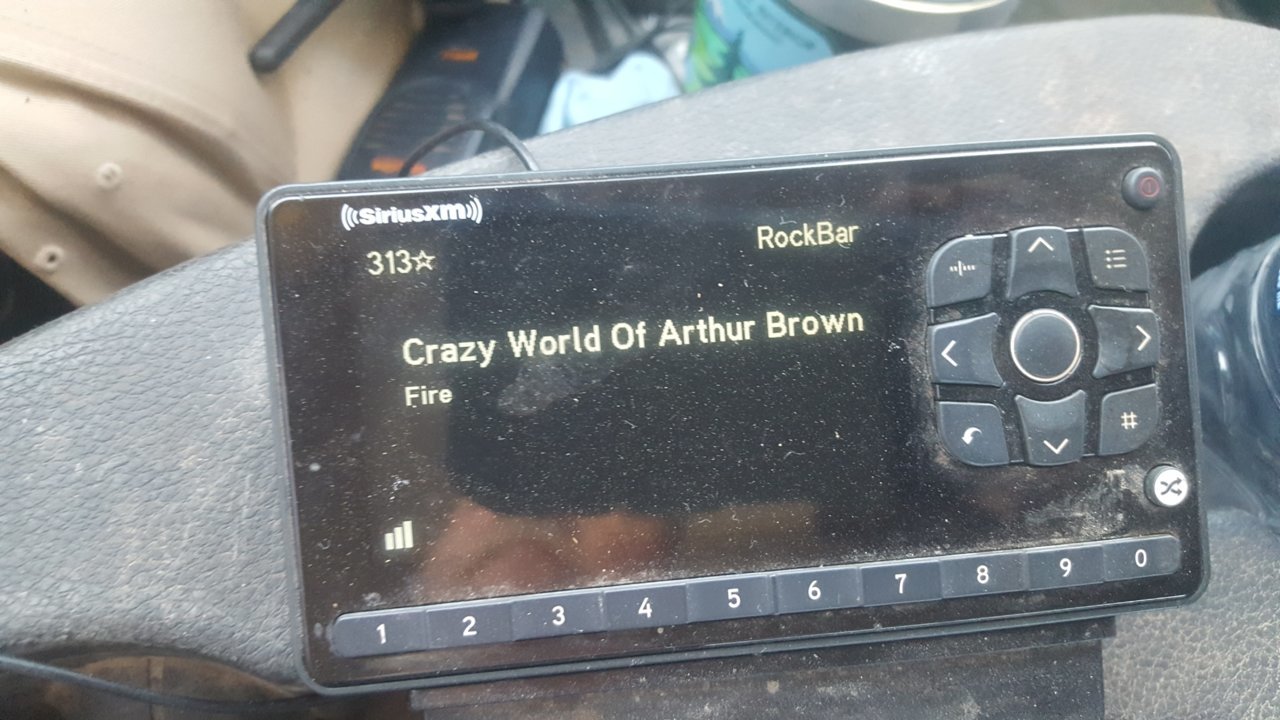 SiriusXM
313☆
RockBar
Crazy World Of Arthur Brown
Fire
#
1 2 3 4 5 6 7 8 9 0